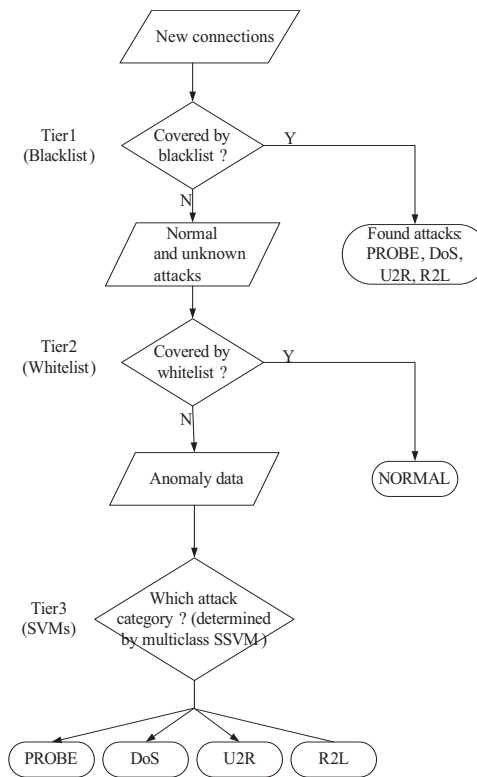 New connections
Tier1
(Blacklist)
Covered by
blacklist ?
Y
N
Normal
and unknown
attacks
Found attacks:
PROBE, DoS,
U2R, R2L
Tier2
(Whitelist)
Covered by
whitelist ?
Y
N
Anomaly data
NORMAL
Tier3
(SVMs)
Which attack
category ? (determined
by multiclass SSVM)
PROBE
DoS
U2R
R2L